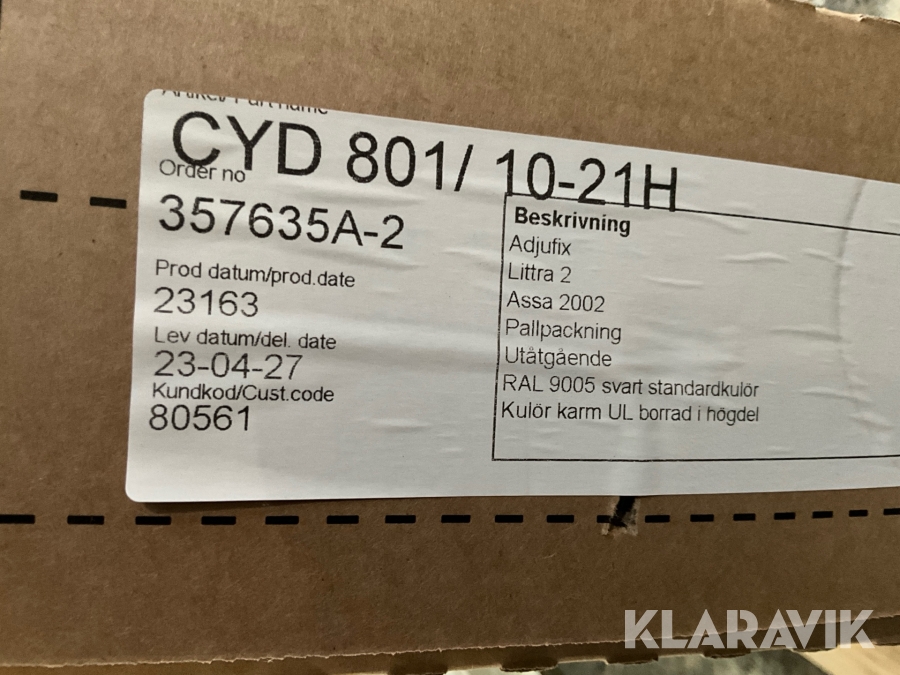 CYD 801/ 10-21H
Order no
357635A-2
Prod datum/prod.date
23163
Lev datum/del. date
23-04-27
Kundkod/Cust.code
80561
Beskrivning
Adjufix
Littra 2
Assa 2002
Pallpackning
Utåtgående
RAL 9005 svart standardkulör
Kulör karm UL borrad i högdel
KLARAVIK